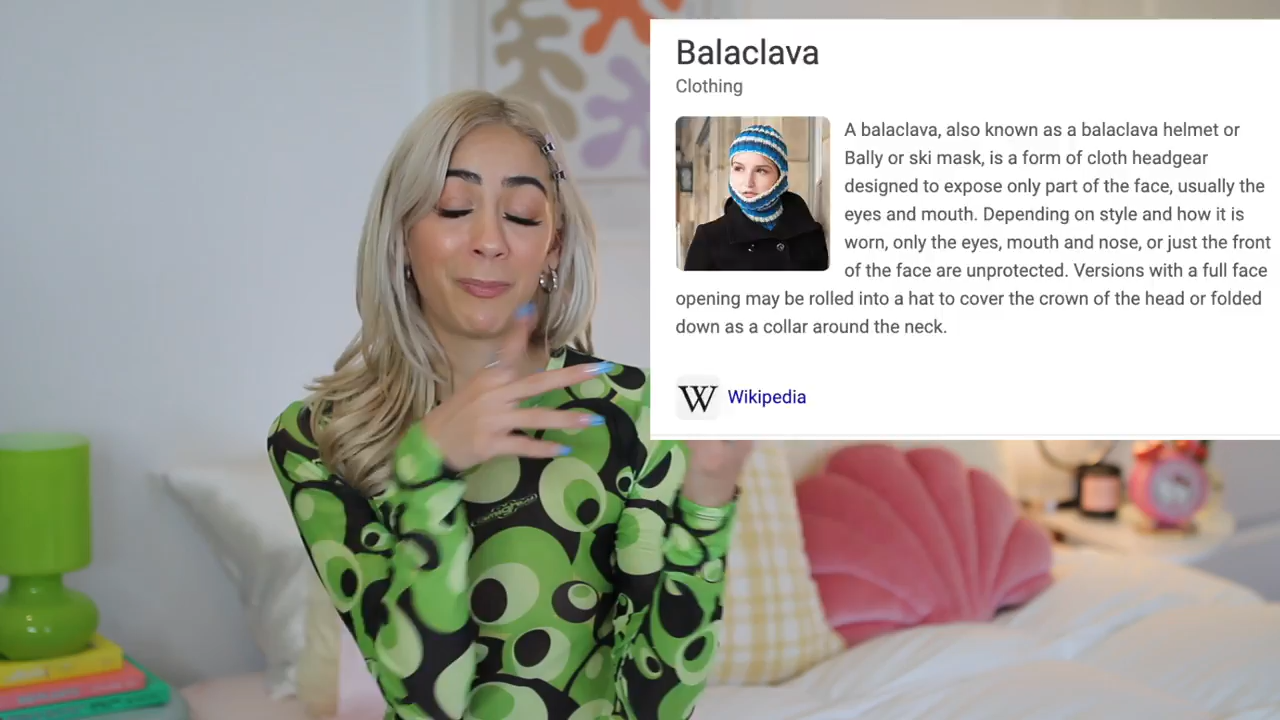 Balaclava
Clothing
A balaclava, also known as a balaclava helmet or
Bally or ski mask, is a form of cloth headgear
designed to expose only part of the face, usually the
eyes and mouth. Depending on style and how it is
worn, only the eyes, mouth and nose, or just the front
of the face are unprotected. Versions with a full face
opening may be rolled into a hat to cover the crown of the head or folded
down as a collar around the neck.
W Wikipedia